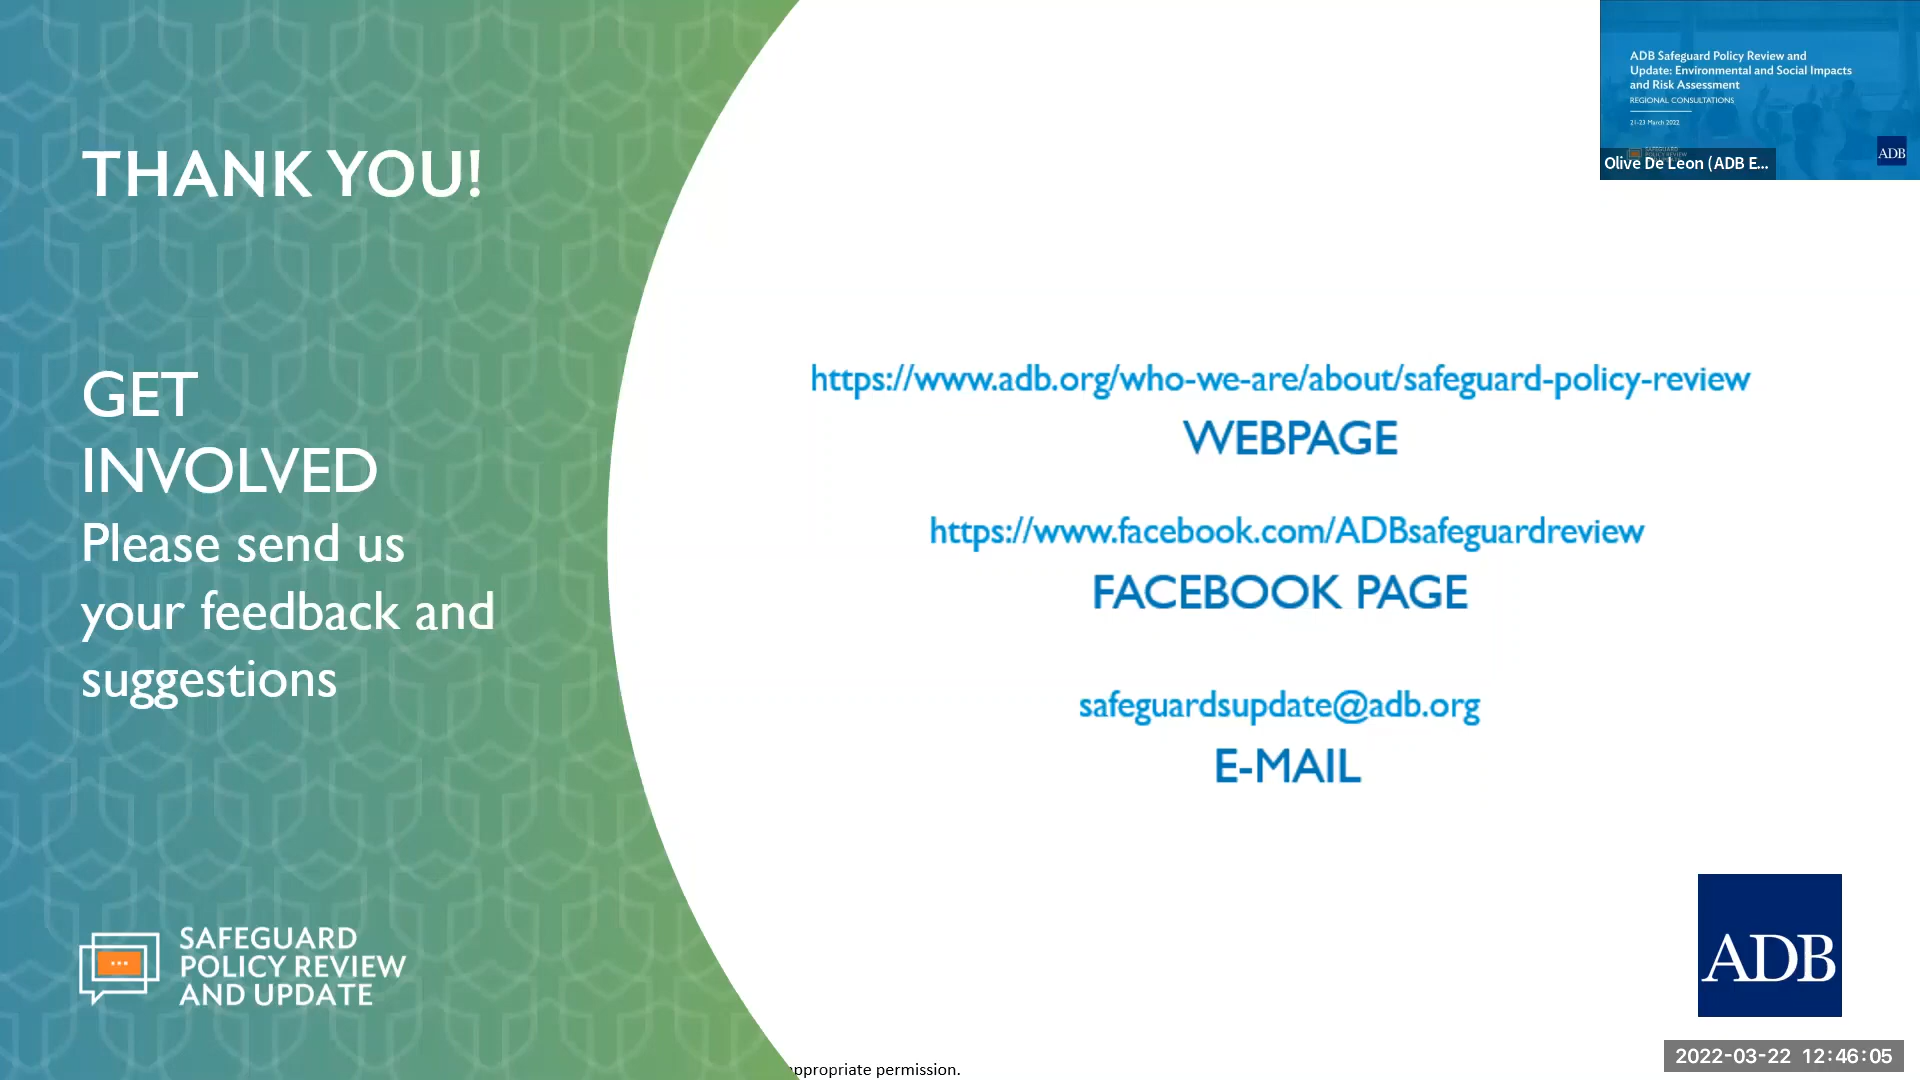 THANK YOU!
GET
INVOLVED
Please send us
your feedback and
suggestions
SAFEGUARD
POLICY REVIEW
AND UPDATE
https://www.adb.org/who-we-are/about/safeguard-policy-review
WEBPAGE
https://www.facebook.com/ADBsafeguardreview
FACEBOOK PAGE
safeguardsupdate@adb.org
E-MAIL
ADB Safeguard Policy Review and
Update: Environmental and Social Impacts
and Risk Assessment
REGIONAL CONSULTATIONS
21-23 March 2022
ADB
Olive De Leon (ADB E...
ADB
2022-03-22 12:46:05
permission.